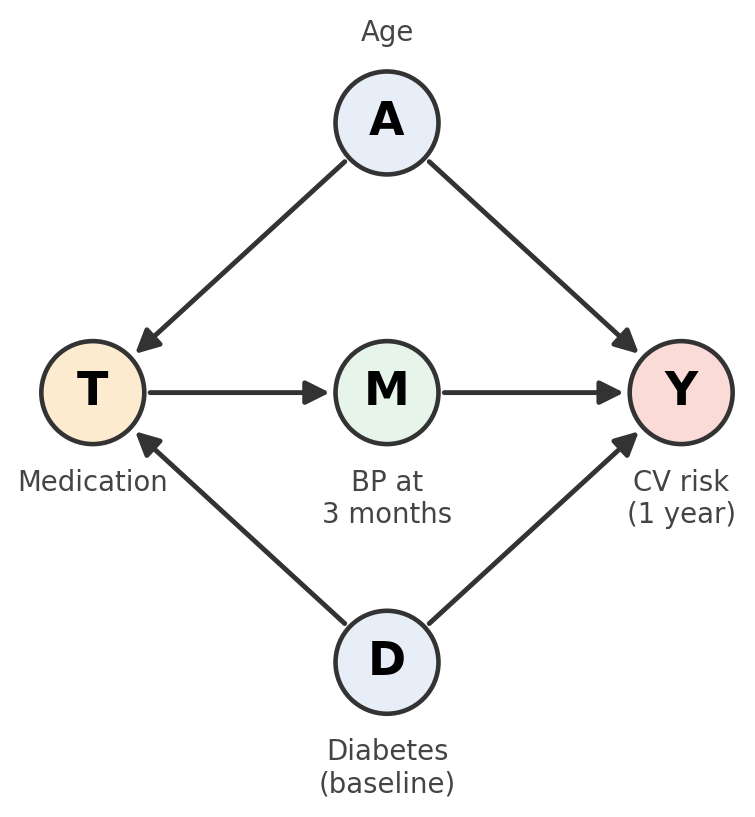 Age
A
T
M
Y
Medication
BP at
3 months
CV risk
(1 year)
D
Diabetes
(baseline)